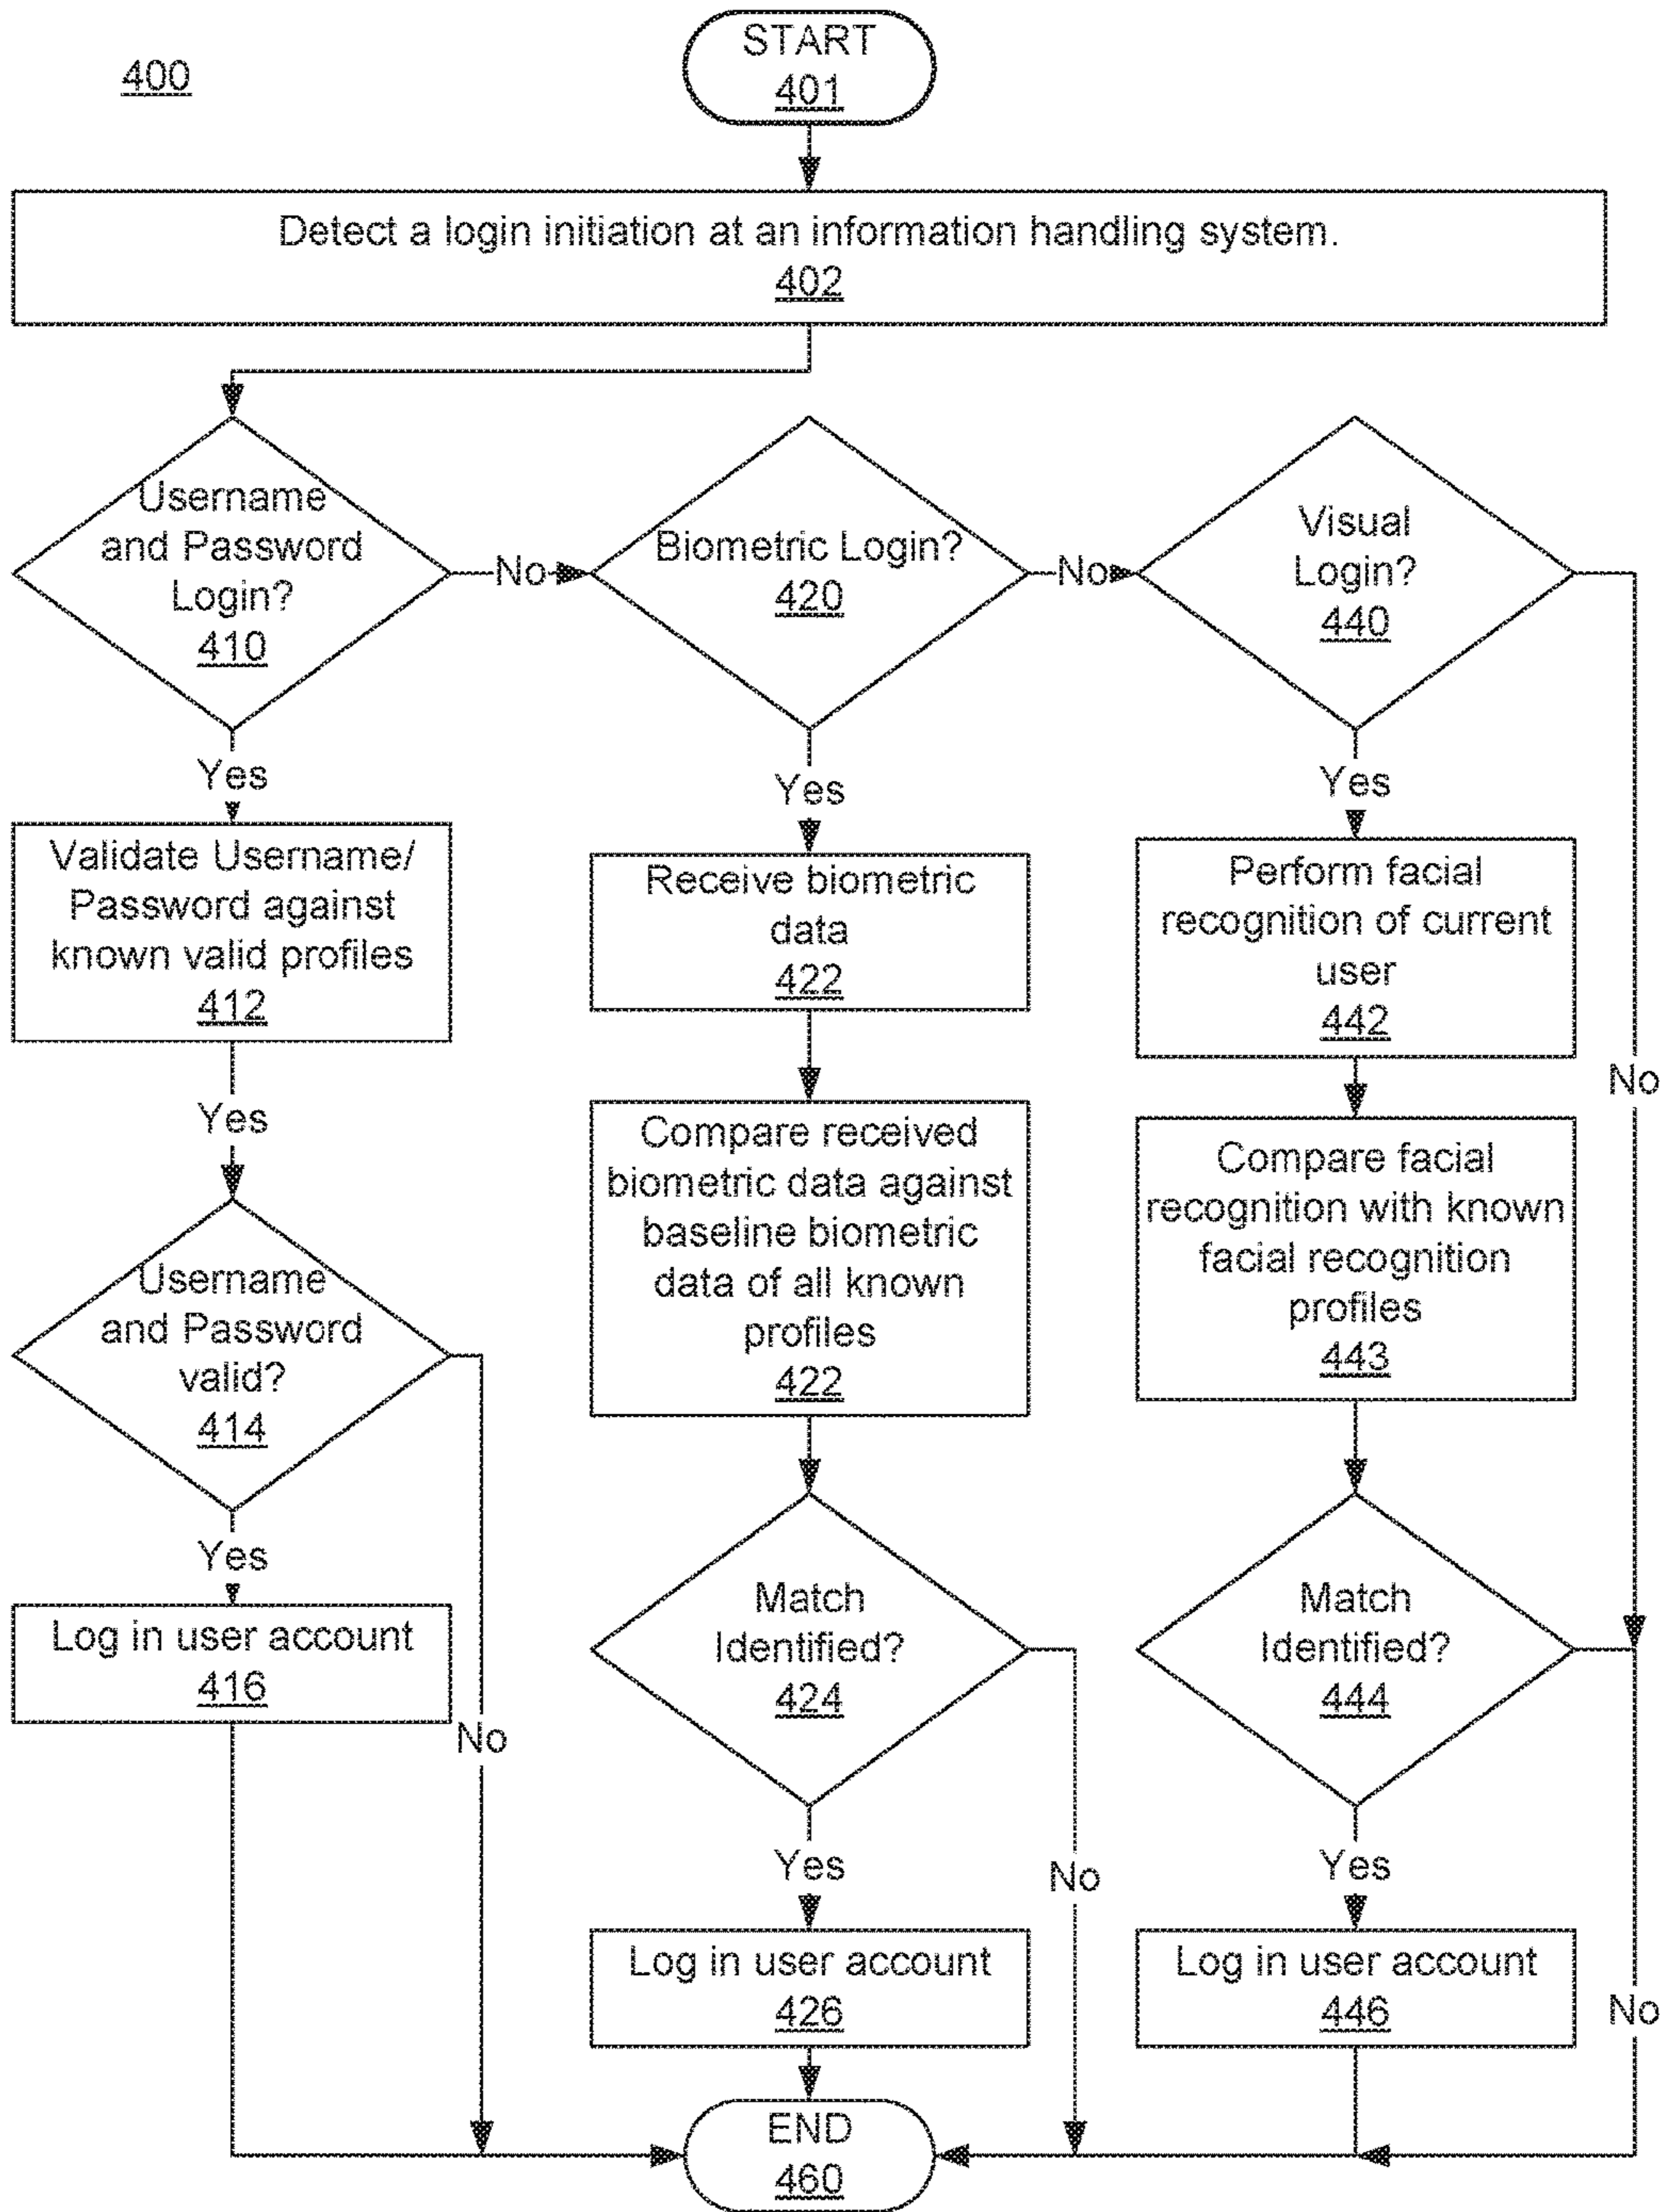 400
START
401
Detect a login initiation at an information handling system.
402
Username
and Password
Login?
410
No
Biometric Login?
420
No
Visual
Login?
440
Yes
Validate Username/
Password against
known valid profiles
412
Yes
Username
and Password
valid?
414
Yes
Log in user account
416
No
Yes
Receive biometric
data
422
Compare received
biometric data against
baseline biometric
data of all known
profiles
422
Match
Identified?
424
Yes
No
Log in user account
426
Yes
Perform facial
recognition of current
user
442
No
Compare facial
recognition with known
facial recognition
profiles
443
Match
Identified?
444
Yes
Log in user account
446
No
END
460